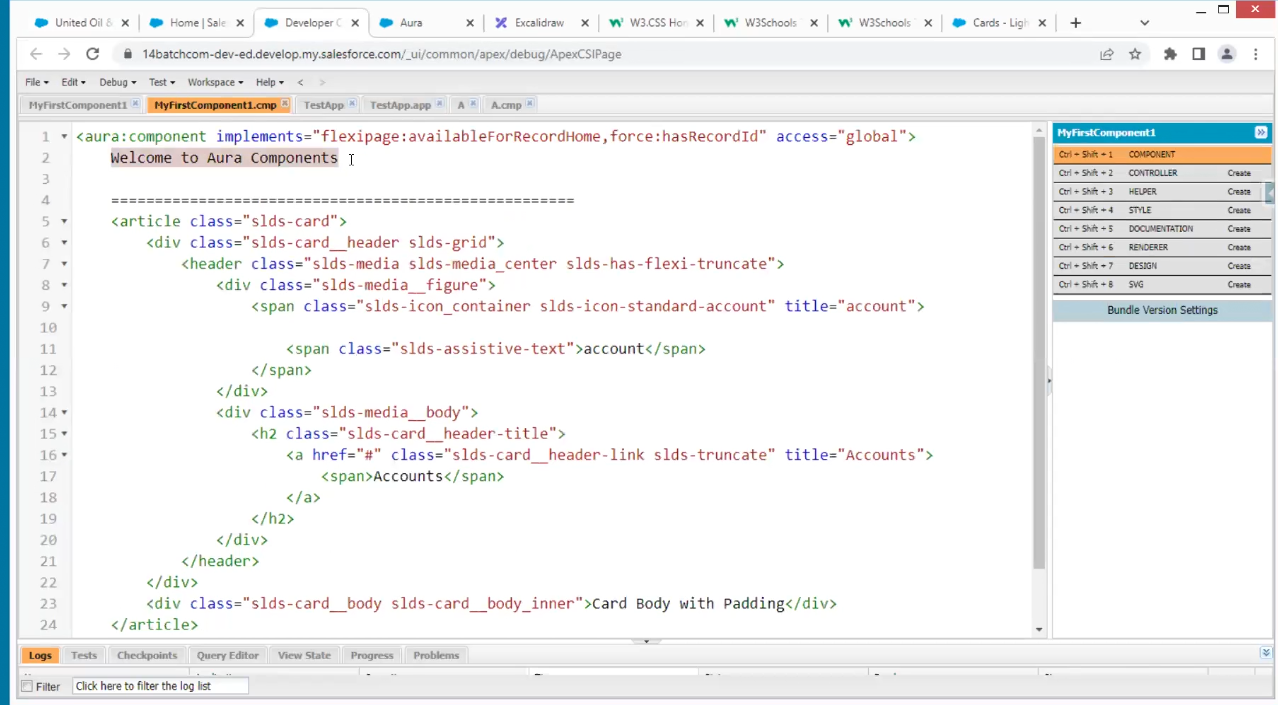 United Oil &
Home | Sale
Developer C
Aura
Excalidraw
W3.CSS Hom
W3Schools
W3Schools
Cards - Ligh
14batchcom-dev-ed.develop.my.salesforce.com/_ui/common/apex/debug/ApexCSIPage
File Edit Debug Test Workspace Help < >
MyFirstComponent1 MyFirstComponent1.cmp TestApp TestApp.app A A.cmp
1 <aura:component implements="flexipage:availableForRecordHome,force:hasRecordId" access="global">
2 Welcome to Aura Components
3
4 =====================================================
5 <article class="slds-card">
6 <div class="slds-card__header slds-grid">
7 <header class="slds-media slds-media_center slds-has-flexi-truncate">
8 <div class="slds-media__figure">
9 <span class="slds-icon_container slds-icon-standard-account" title="account">
10
11 <span class="slds-assistive-text">account</span>
12 </span>
13 </div>
14 <div class="slds-media__body">
15 <h2 class="slds-card__header-title">
16 <a href="#" class="slds-card__header-link slds-truncate" title="Accounts">
17 <span>Accounts</span>
18 </a>
19 </h2>
20 </div>
21 </header>
22 </div>
23 <div class="slds-card__body slds-card__body_inner">Card Body with Padding</div>
24 </article>
MyFirstComponent1
Ctrl + Shift + 1 COMPONENT
Ctrl + Shift + 2 CONTROLLER Create
Ctrl + Shift + 3 HELPER Create
Ctrl + Shift + 4 STYLE Create
Ctrl + Shift + 5 DOCUMENTATION Create
Ctrl + Shift + 6 RENDERER Create
Ctrl + Shift + 7 DESIGN Create
Ctrl + Shift + 8 SVG Create
Bundle Version Settings
Logs Tests Checkpoints Query Editor View State Progress Problems
Filter Click here to filter the log list